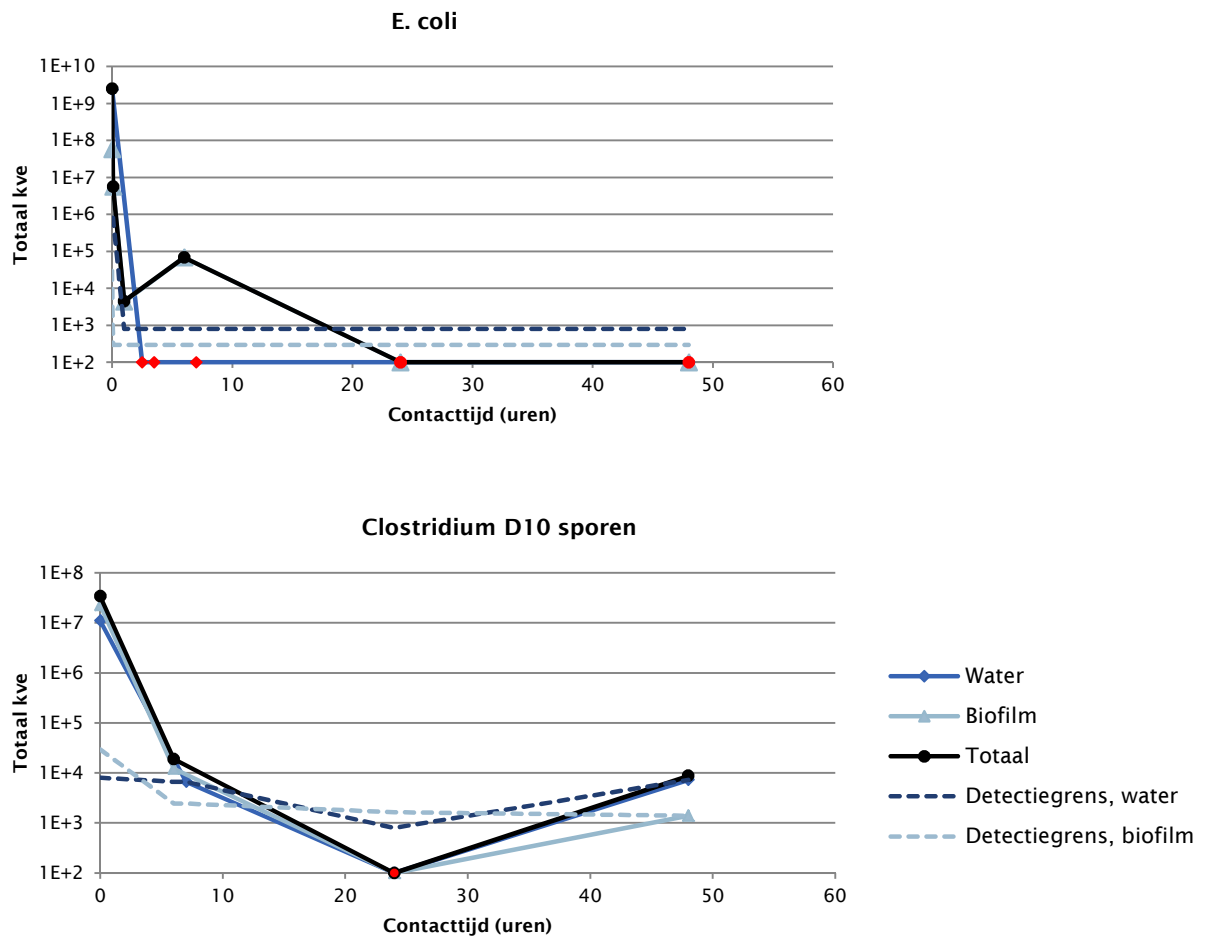 E. coli
1E+10
1E+9
1E+8
1E+7
1E+6
1E+5
1E+4
1E+3
1E+2
Totaal kve
0 10 20 30 40 50 60
Contacttijd (uren)
Clostridium D10 sporen
1E+8
1E+7
1E+6
1E+5
1E+4
1E+3
1E+2
Totaal kve
0 10 20 30 40 50 60
Contacttijd (uren)
Water
Biofilm
Totaal
Detectiegrens, water
Detectiegrens, biofilm